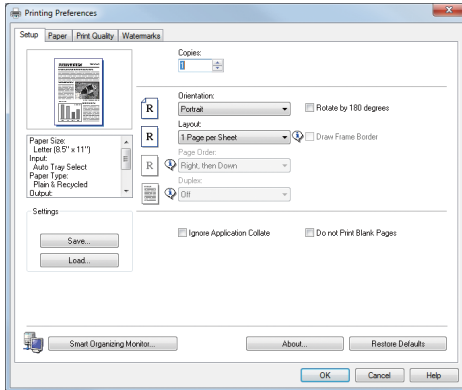 Printing Preferences
Setup
Paper
Print Quality
Watermarks
Copies:
1
Orientation:
Portrait
Rotate by 180 degrees
Layout:
1 Page per Sheet
Draw Frame Border
Page Order:
Right, then Down
Duplex:
Off
R
R
R
Paper Size:
Letter (8.5" x 11")
Input:
Auto Tray Select
Paper Type:
Plain & Recycled
Output:
Settings
Save...
Load...
Ignore Application Collate
Do not Print Blank Pages
Smart Organizing Monitor...
About...
Restore Defaults
OK
Cancel
Help